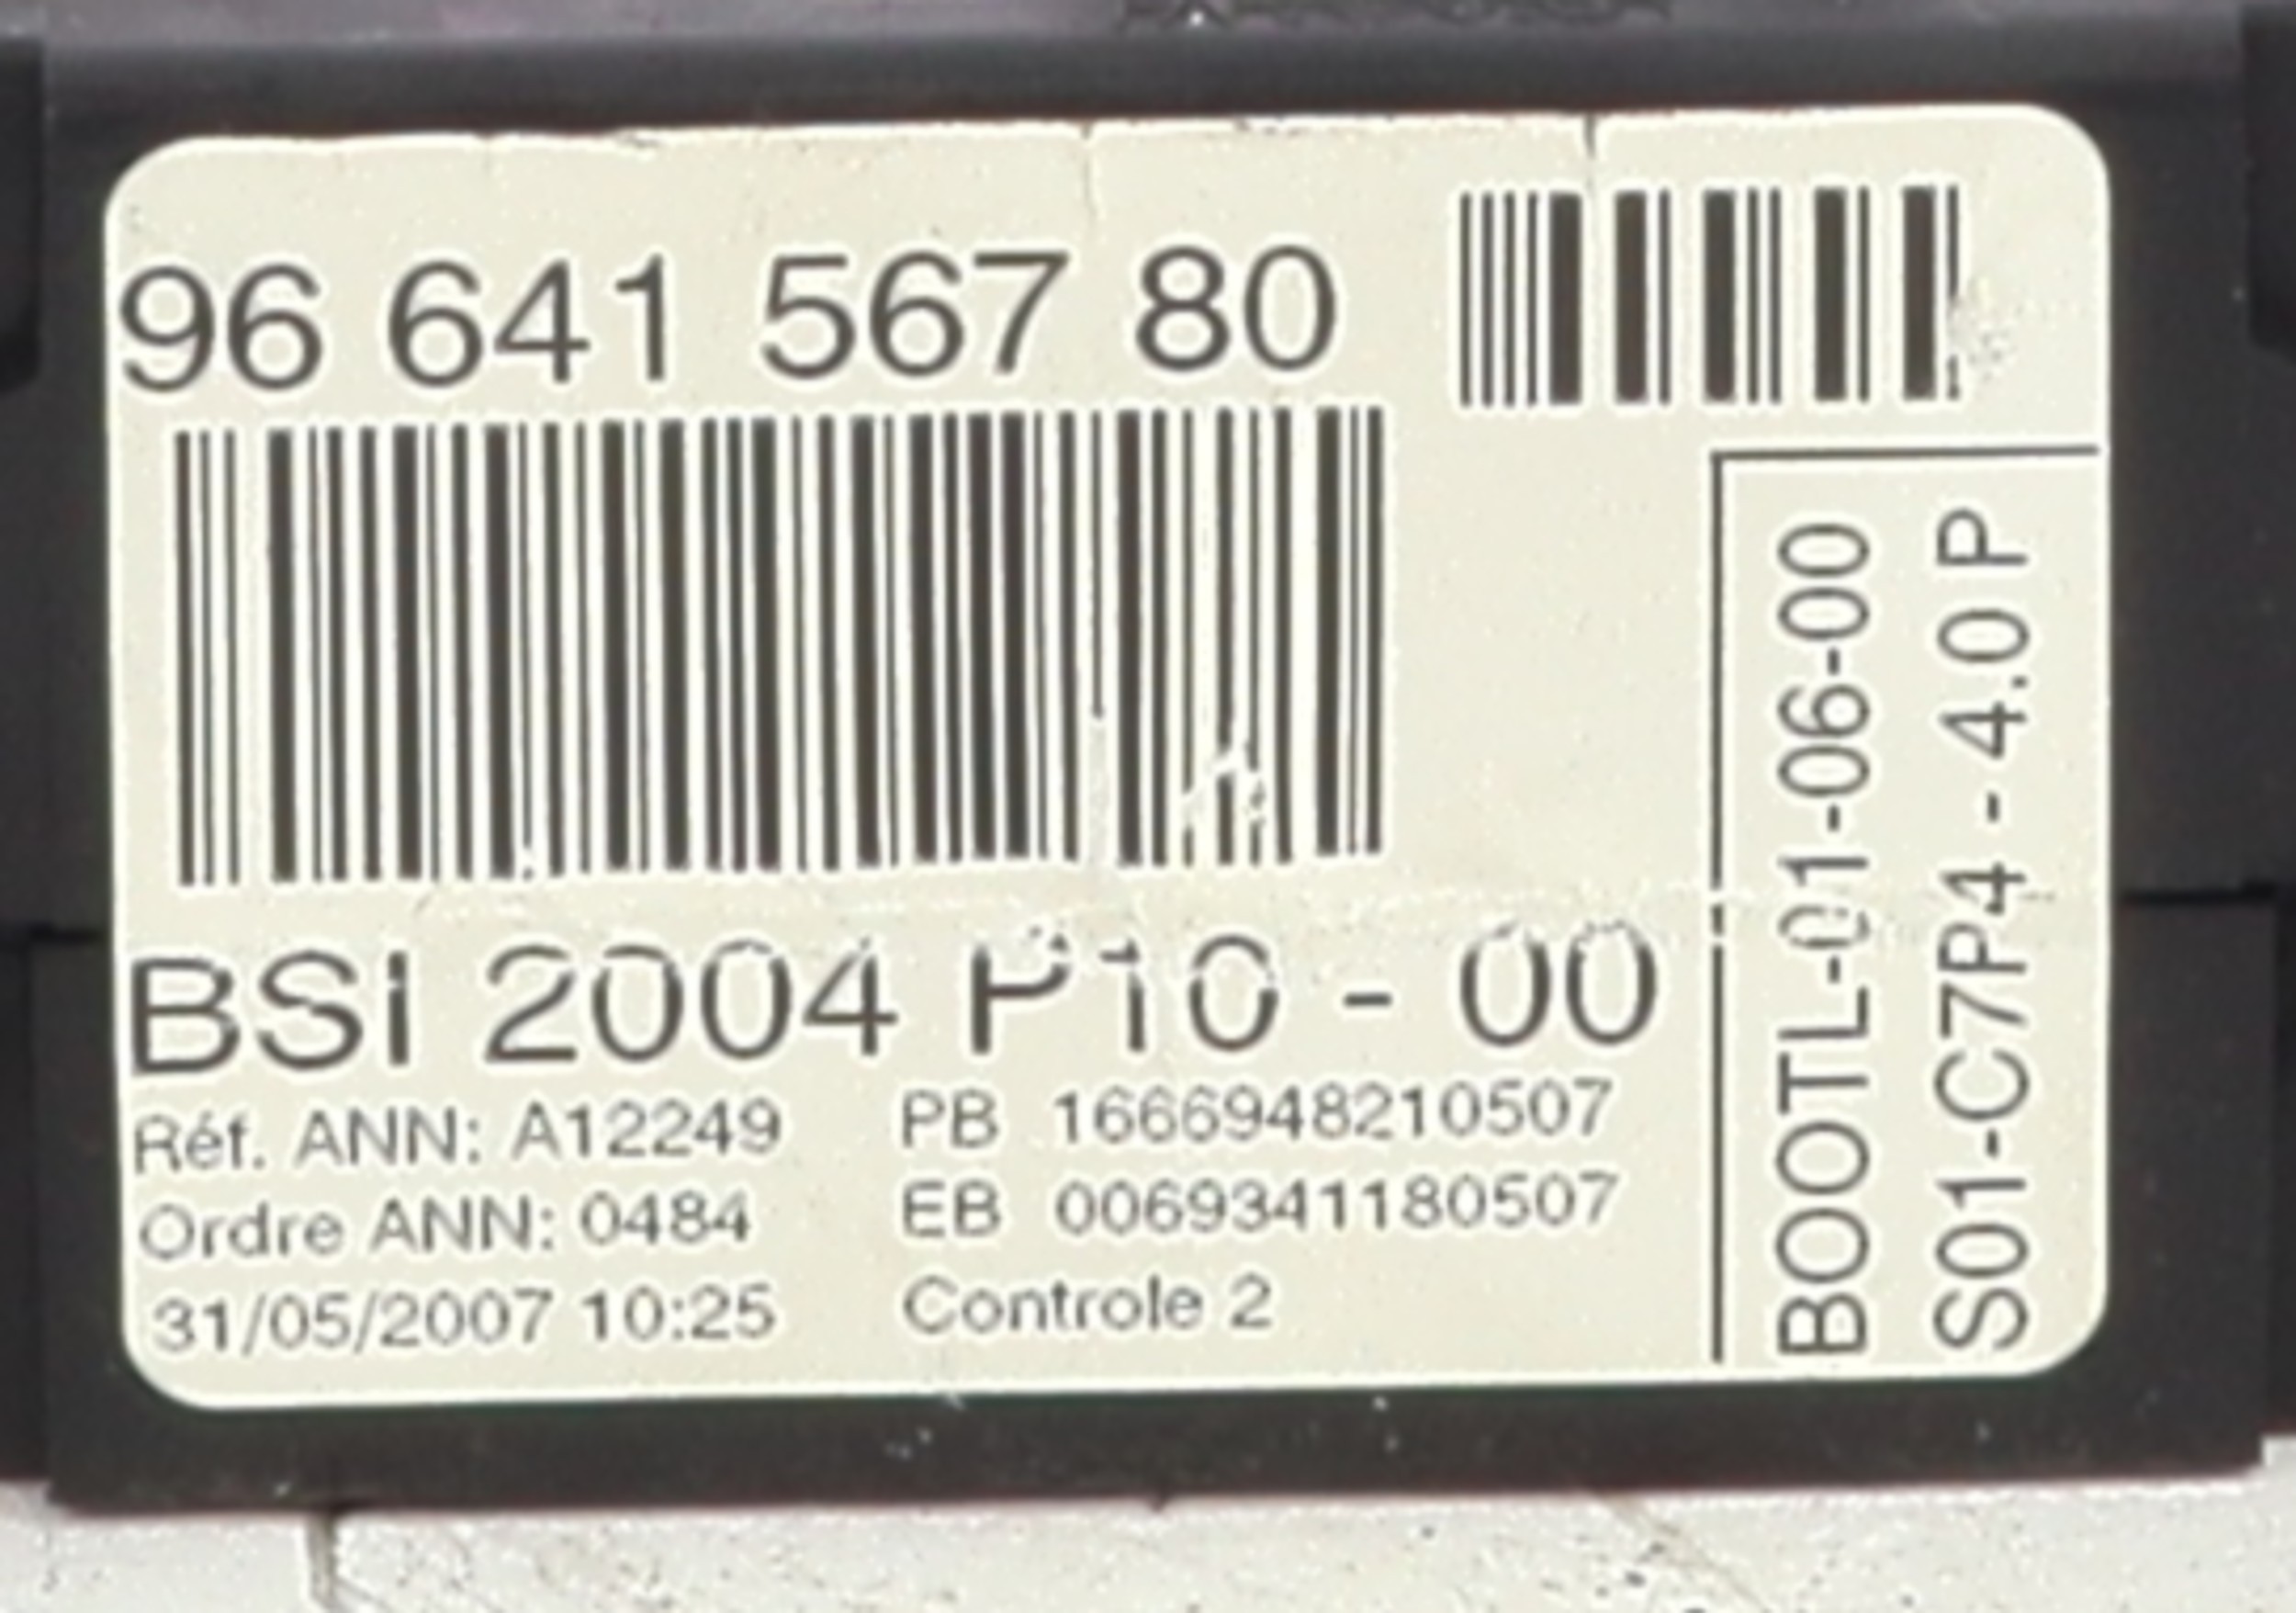 96 641 567 80
BSI 2004 P10 - 00
Réf. ANN: A12249
Ordre ANN: 0484
31/05/2007 10:25
PB 1666948210507
EB 0069341180507
Controle 2
BOOTL-01-06-00
S01-C7P4 - 4.0 P